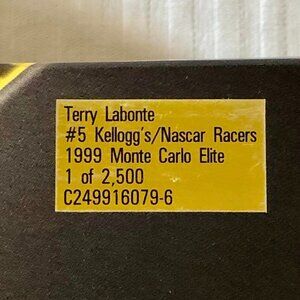 Terry Labonte
#5 Kellogg's/Nascar Racers
1999 Monte Carlo Elite
1 of 2,500
C249916079-6